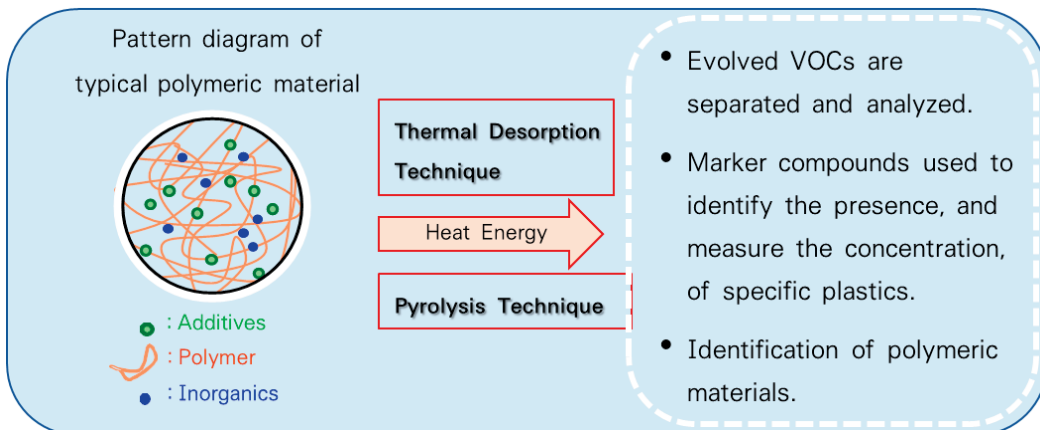 Pattern diagram of
typical polymeric material
: Additives
: Polymer
: Inorganics
Thermal Desorption
Technique
Heat Energy
Pyrolysis Technique
• Evolved VOCs are
separated and analyzed.
• Marker compounds used to
identify the presence, and
measure the concentration,
of specific plastics.
• Identification of polymeric
materials.